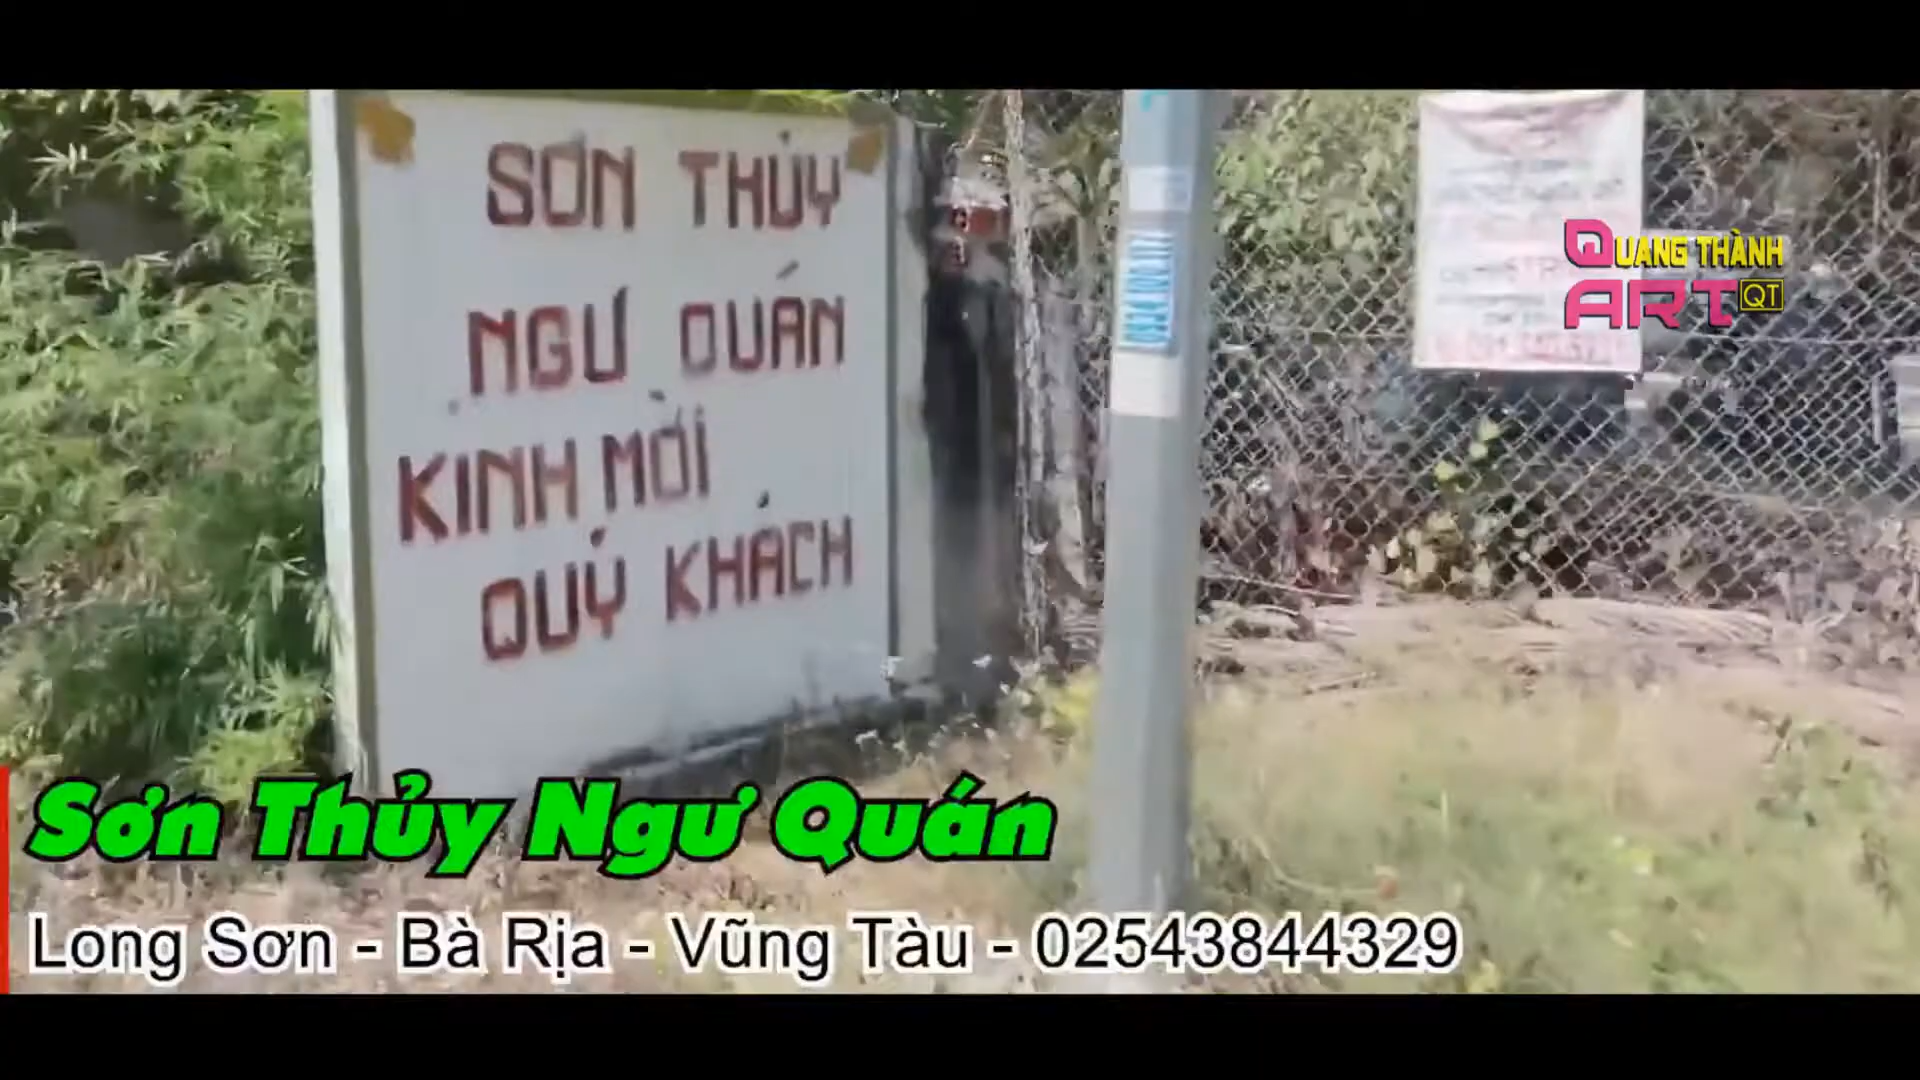 SƠN THỦY
NGƯ QUÁN
KÍNH MỜI
QUÝ KHÁCH
QUANG THÀNH
ART QT
Sơn Thủy Ngư Quán
Long Sơn - Bà Rịa - Vũng Tàu - 02543844329